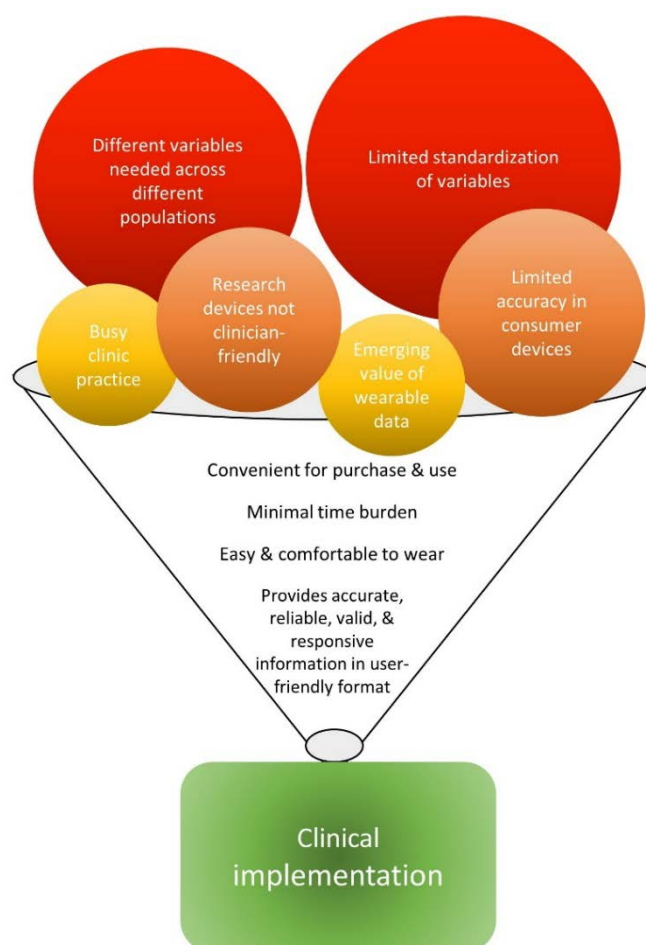 Different variables
needed across
different
populations
Limited standardization
of variables
Research
devices not
clinician-
friendly
Limited
accuracy in
consumer
devices
Busy
clinic
practice
Emerging
value of
wearable
data
Convenient for purchase & use
Minimal time burden
Easy & comfortable to wear
Provides accurate,
reliable, valid, &
responsive
information in user-
friendly format
Clinical
implementation